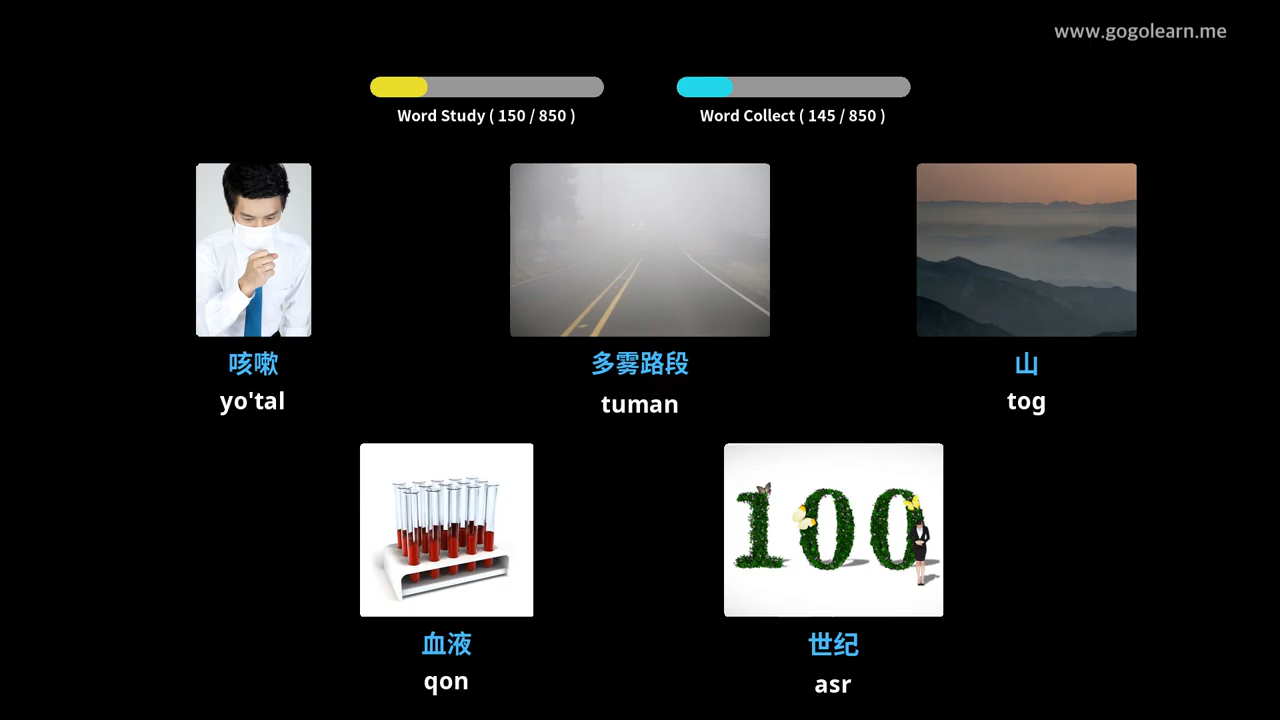 www.gogolearn.me
Word Study ( 150 / 850 )
Word Collect ( 145 / 850 )
咳嗽
yo'tal
多雾路段
tuman
山
tog
血液
qon
世纪
asr
100